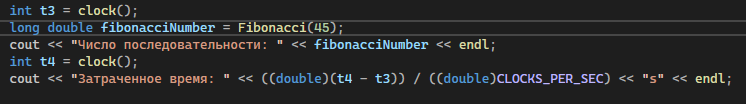 int t3 = clock();
long double fibonacciNumber = Fibonacci(45);
cout << "Число последовательности: " << fibonacciNumber << endl;
int t4 = clock();
cout << "Затраченное время: " << ((double)(t4 - t3)) / ((double)CLOCKS_PER_SEC) << "s" << endl;